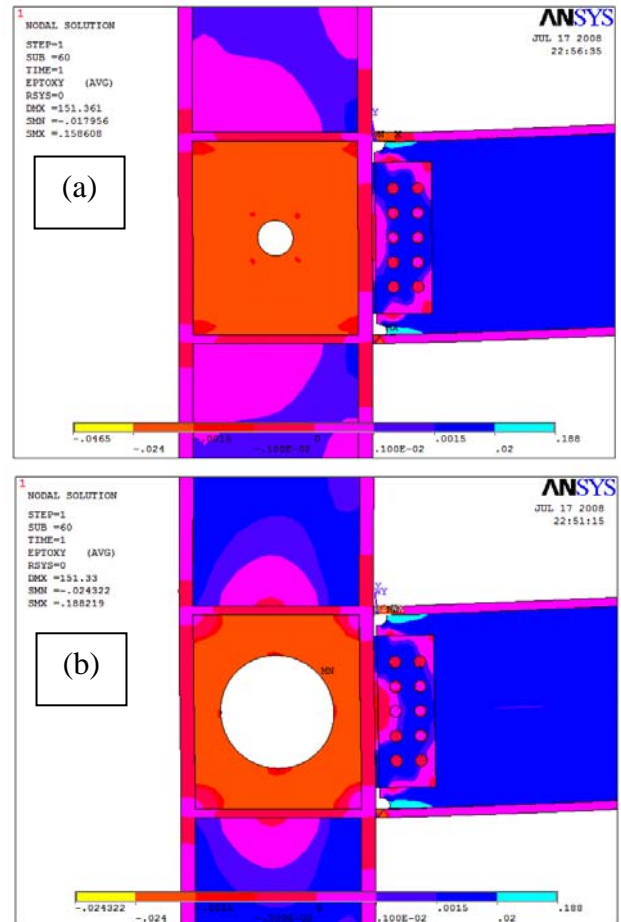 1
NODAL SOLUTION
STEP=1
SUB =60
TIME=1
EPTOXY (AVG)
RSYS=0
DMX =151.361
SMN =-.017956
SMX =.158608
ANSYS
JUL 17 2008
22:56:35
(a)
Y
X
-.0465
-.024
0
.100E-02
.0015
.02
.188
1
NODAL SOLUTION
STEP=1
SUB =60
TIME=1
EPTOXY (AVG)
RSYS=0
DMX =151.33
SMN =-.024322
SMX =.188219
ANSYS
JUL 17 2008
22:51:15
(b)
MN
-.024322
-.024
0
.100E-02
.0015
.02
.188